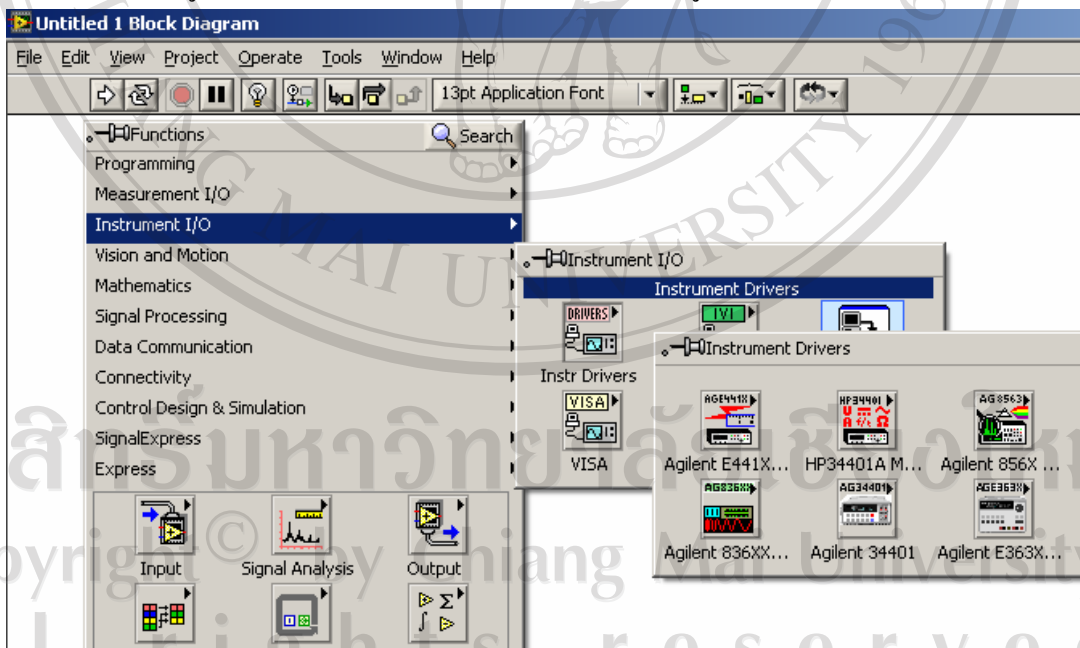 Untitled 1 Block Diagram
File Edit View Project Operate Tools Window Help
13pt Application Font
Functions Search
Programming
Measurement I/O
Instrument I/O
Vision and Motion
Mathematics
Signal Processing
Data Communication
Connectivity
Control Design & Simulation
SignalExpress
Express
Input Signal Analysis Output
Instrument I/O
Instrument Drivers
DRIVERS IVI
Instr Drivers
VISA
VISA
Instrument Drivers
AGE441X HP34401 AG8563
Agilent E441X... HP34401A M... Agilent 856X ...
AG836XX AG34401 AGE363X
Agilent 836XX... Agilent 34401 Agilent E363X...
MAI UNIVERSITY
© by Chiang Mai University